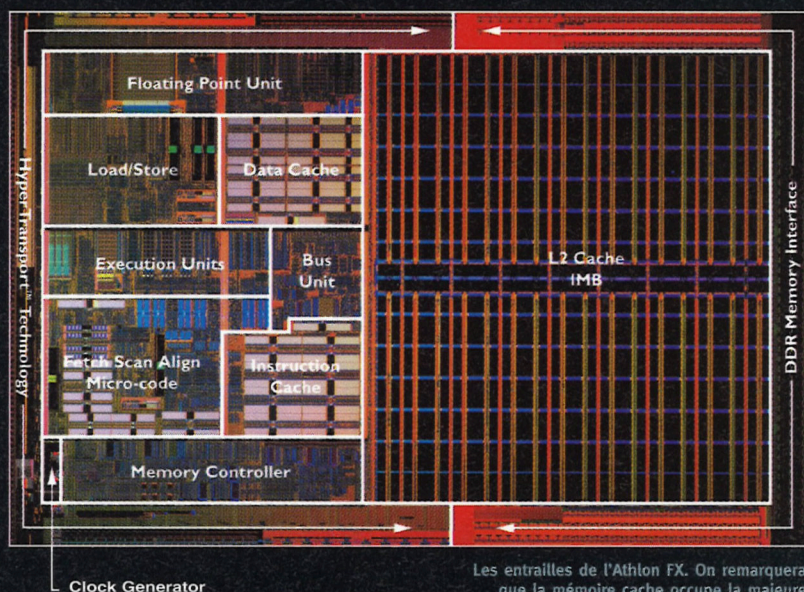 Floating Point Unit
Load/Store
Data Cache
Hyper Transport™ Technology
Execution Units
Bus
Unit
L2 Cache
1MB
DDR Memory Interface
Fetch Scan Align
Micro-code
Instruction
Cache
Memory Controller
Clock Generator
Les entrailles de l'Athlon FX. On remarquera
que la mémoire cache occupe la majeure